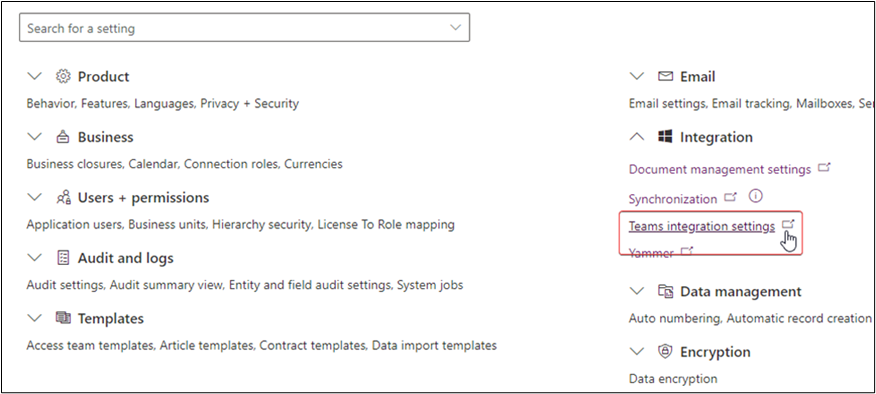 Search for a setting
Product
Behavior, Features, Languages, Privacy + Security
Business
Business closures, Calendar, Connection roles, Currencies
Users + permissions
Application users, Business units, Hierarchy security, License To Role mapping
Audit and logs
Audit settings, Audit summary view, Entity and field audit settings, System jobs
Templates
Access team templates, Article templates, Contract templates, Data import templates
Email
Email settings, Email tracking, Mailboxes, Ser
Integration
Document management settings
Synchronization
Teams integration settings
Yammer
Data management
Auto numbering, Automatic record creation
Encryption
Data encryption